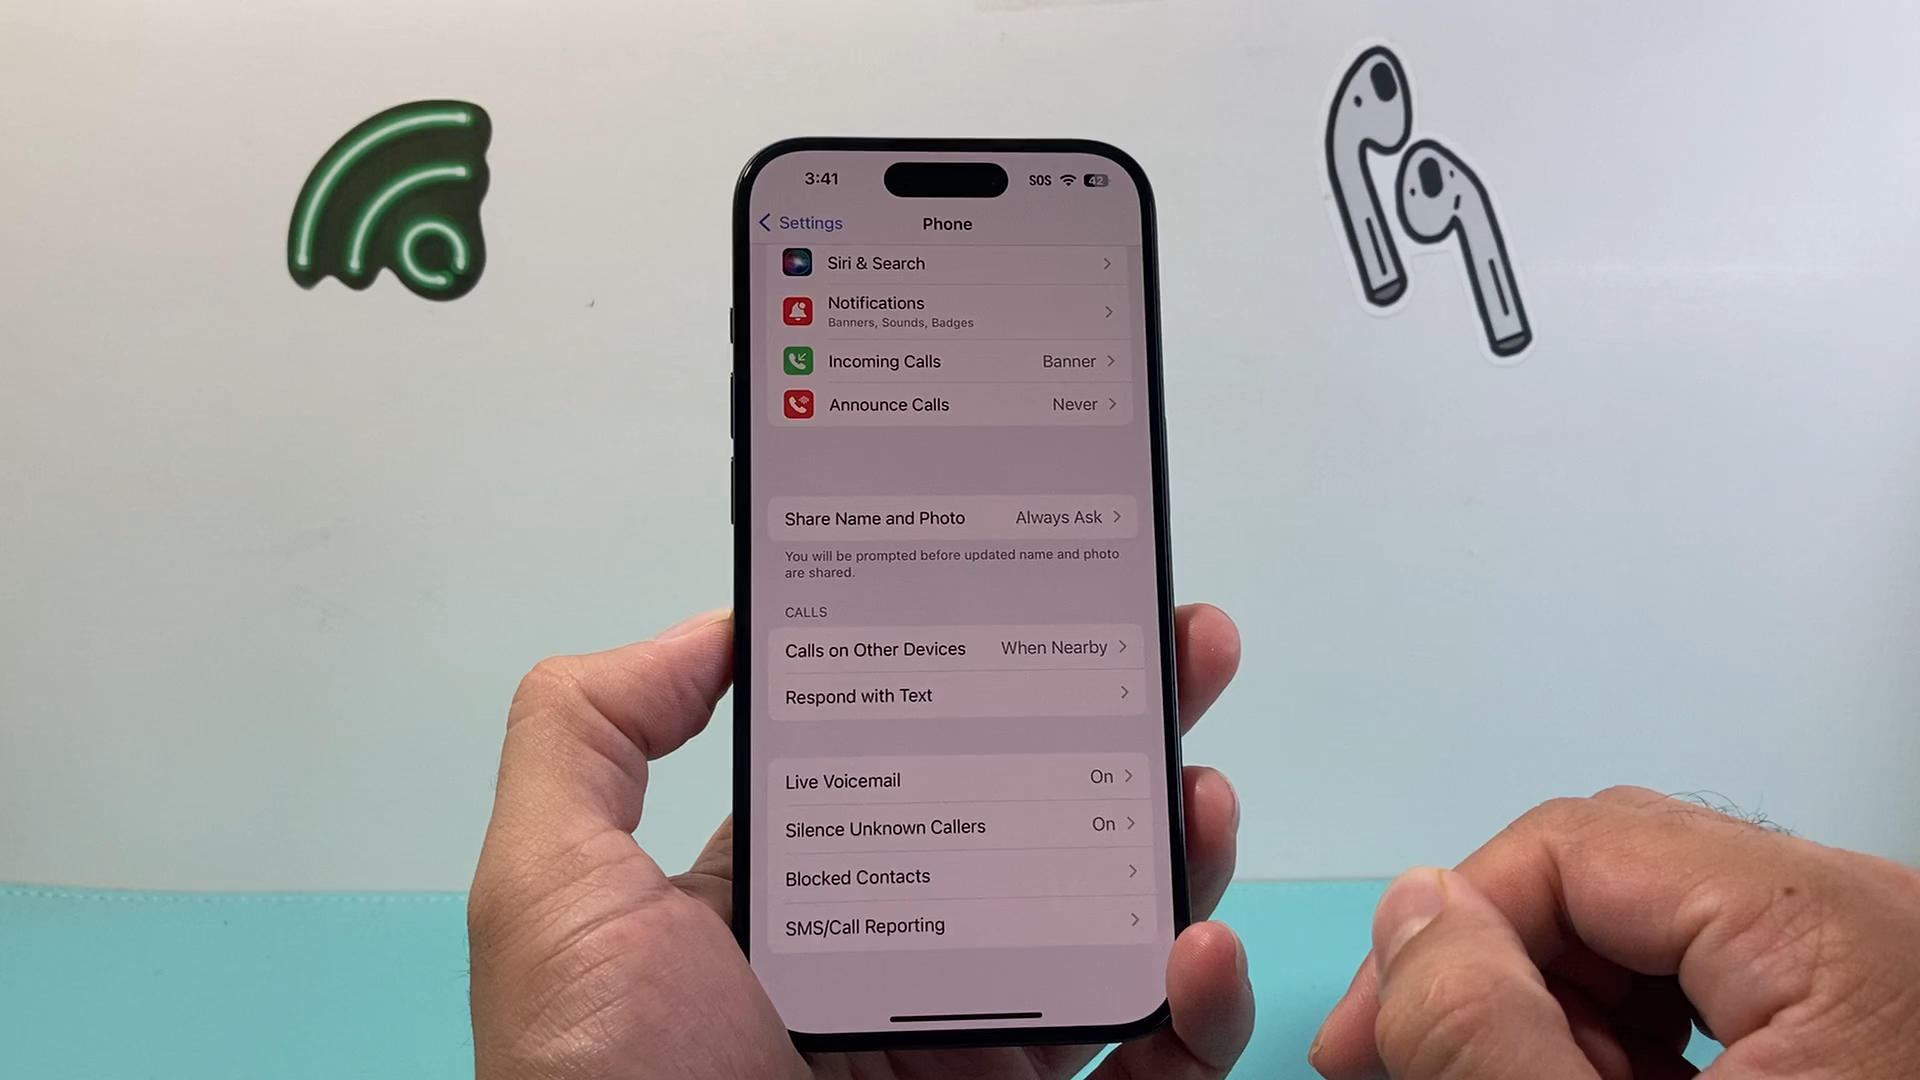 3:41
SOS
42
Settings
Phone
Siri & Search
Notifications
Banners, Sounds, Badges
Incoming Calls Banner
Announce Calls Never
Share Name and Photo Always Ask
You will be prompted before updated name and photo
are shared.
CALLS
Calls on Other Devices When Nearby
Respond with Text
Live Voicemail On
Silence Unknown Callers On
Blocked Contacts
SMS/Call Reporting